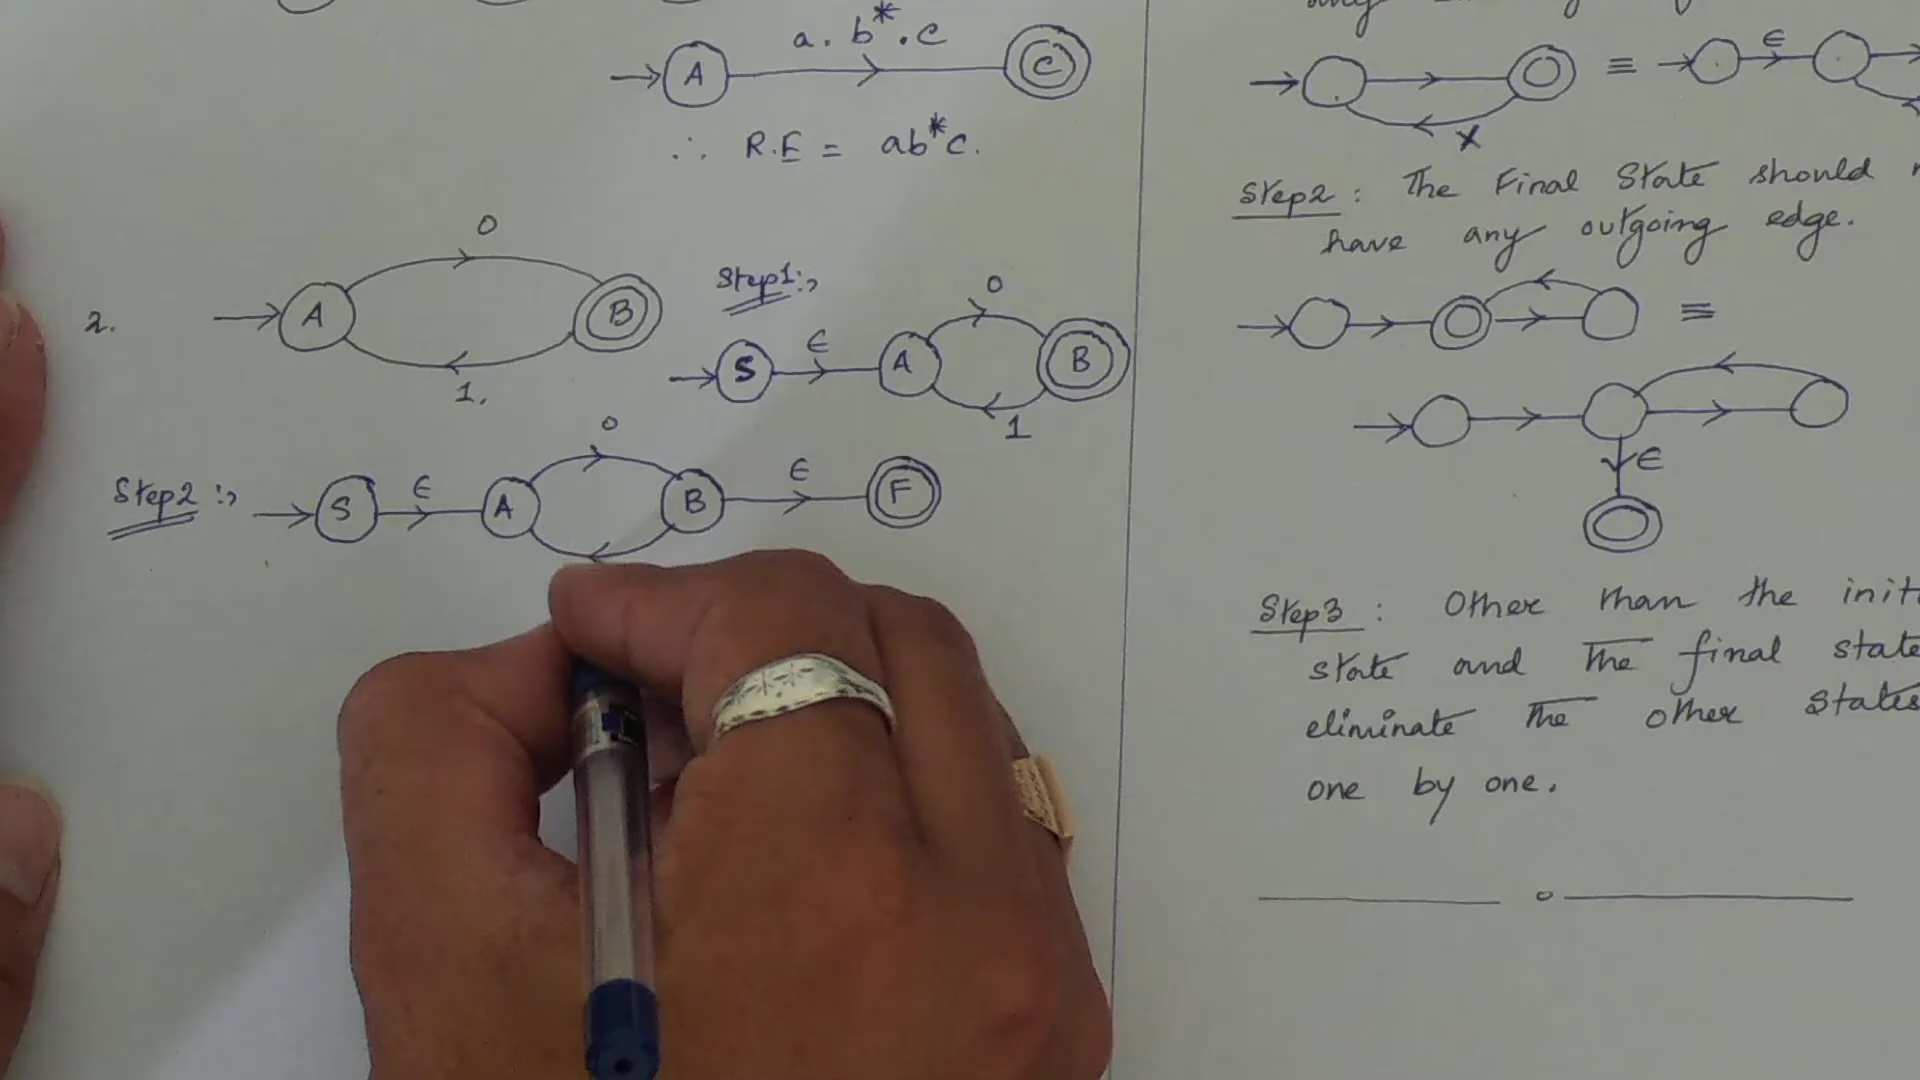 a. b*. c
A
C
∴ R.E = ab*c.
2.
0
A
B
1.
Step1:,
0
S
ϵ
A
B
1
Step2:,
0
S
ϵ
A
B
ϵ
F
any
ϵ
≡
x
Step2: The Final State should
have any outgoing edge.
≡
ϵ
Step3: Other than the
state and The final state
eliminate The other States
one by one.